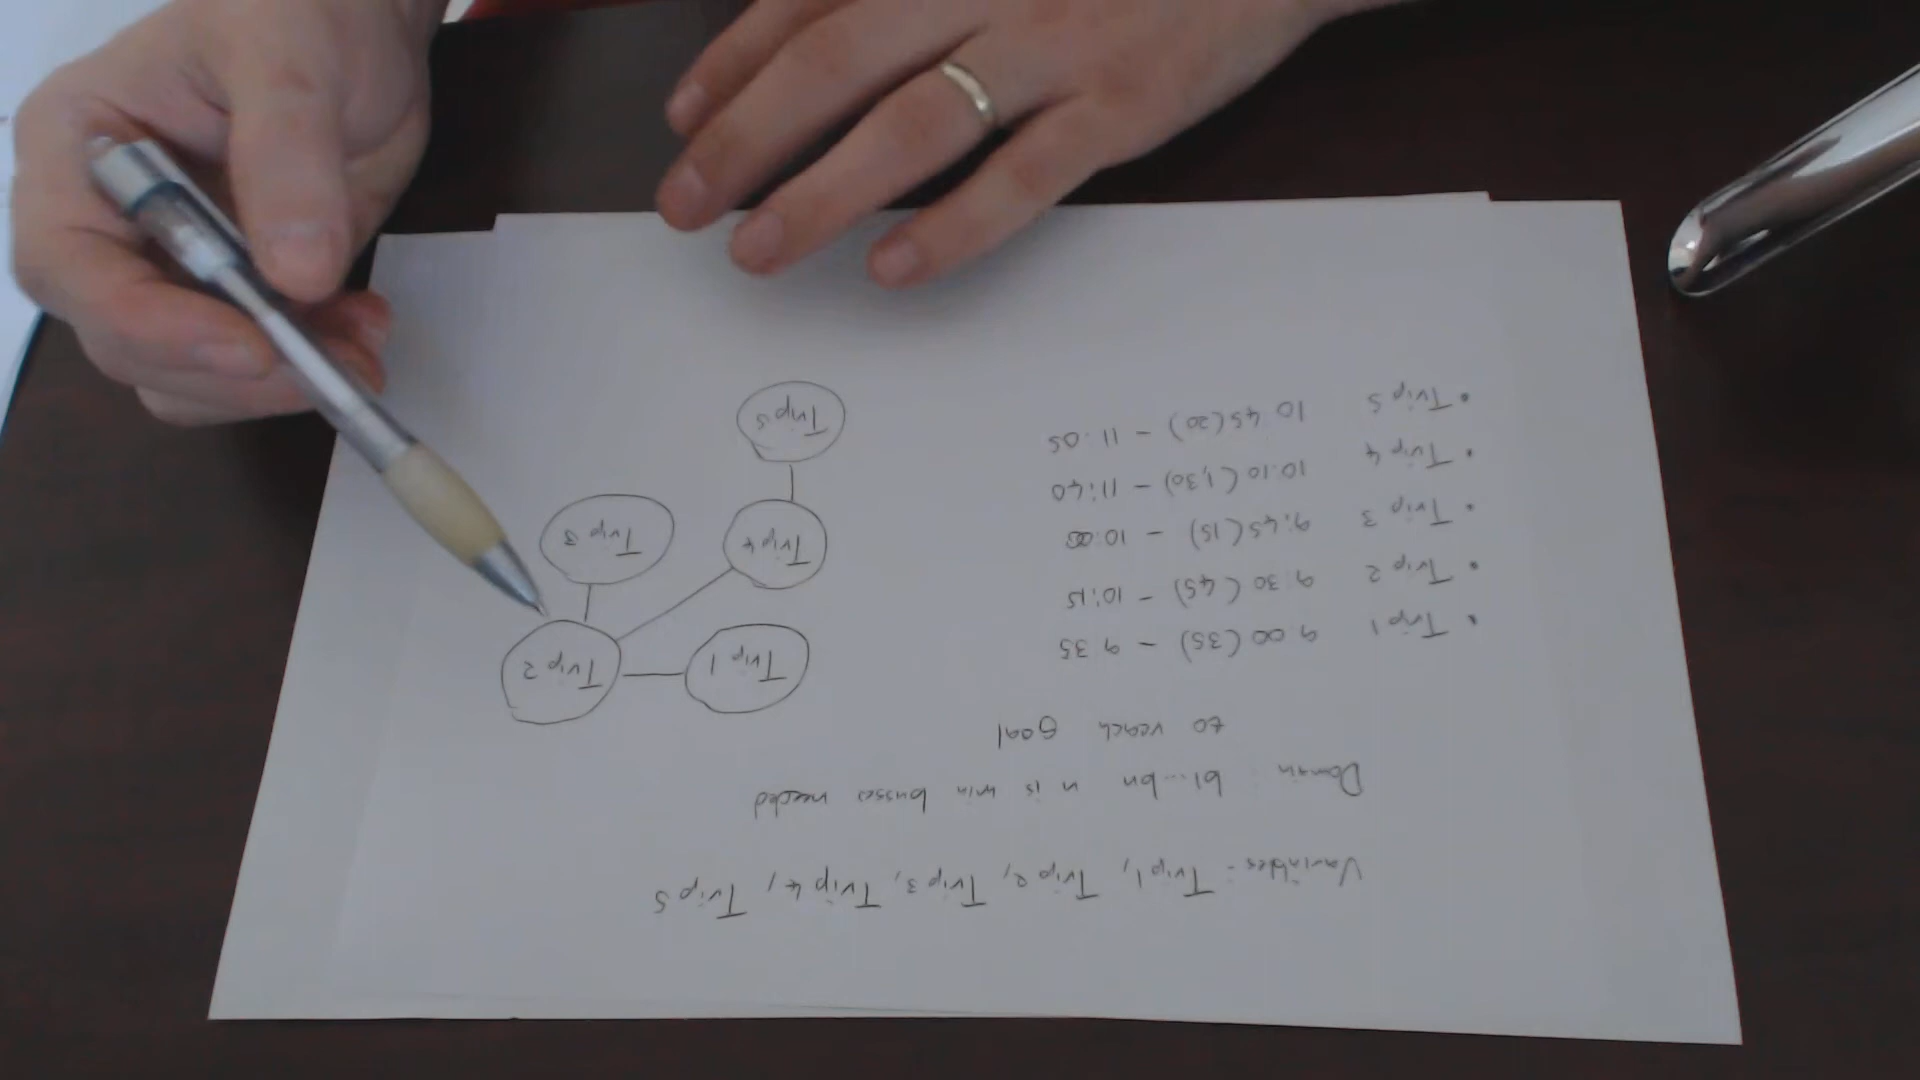 Variables: Trip 1, Trip 2, Trip 3, Trip 4, Trip 5
Domain: b1...bn n is min busses needed
to reach goal
• Trip 1 9.00 (35) - 9 35
• Trip 2 9:30 (45) - 10:15
• Trip 3 9:45 (15) - 10:00
• Trip 4 10:10 (1,30) - 11:40
• Trip 5 10 45 (20) - 11:05
Trip 1
Trip 2
Trip 4
Trip 3
Trip 5